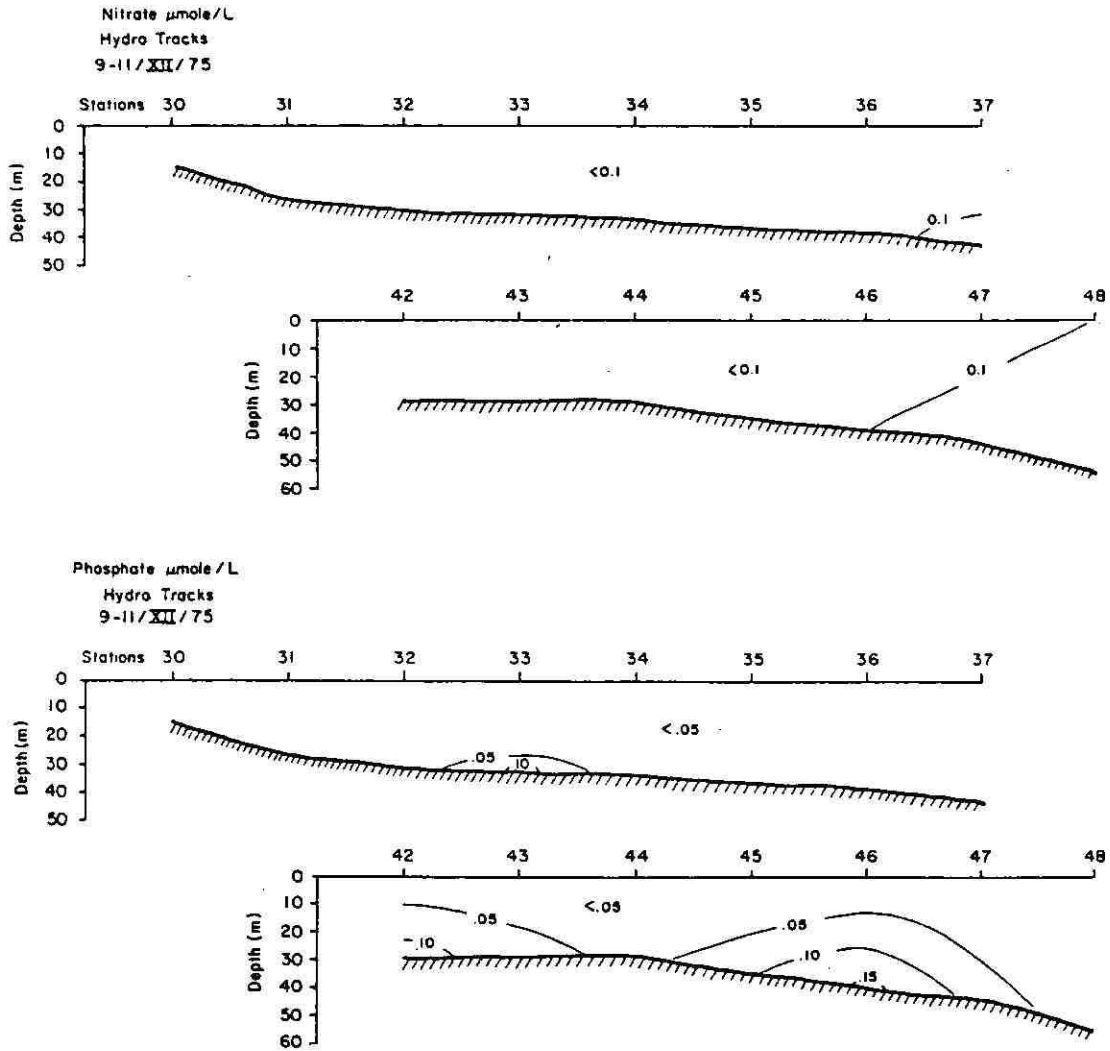 Nitrate μmole/L
Hydro Tracks
9-11/XII/75
Stations 30 31 32 33 34 35 36 37
Depth (m)
0
10
20
30
40
50
<0.1
0.1
42 43 44 45 46 47 48
Depth (m)
0
10
20
30
40
50
60
<0.1
0.1
Phosphate μmole/L
Hydro Tracks
9-11/XII/75
Stations 30 31 32 33 34 35 36 37
Depth (m)
0
10
20
30
40
50
<.05
.05
.10
42 43 44 45 46 47 48
Depth (m)
0
10
20
30
40
50
60
.05
<.05
.05
.10
.10
.15